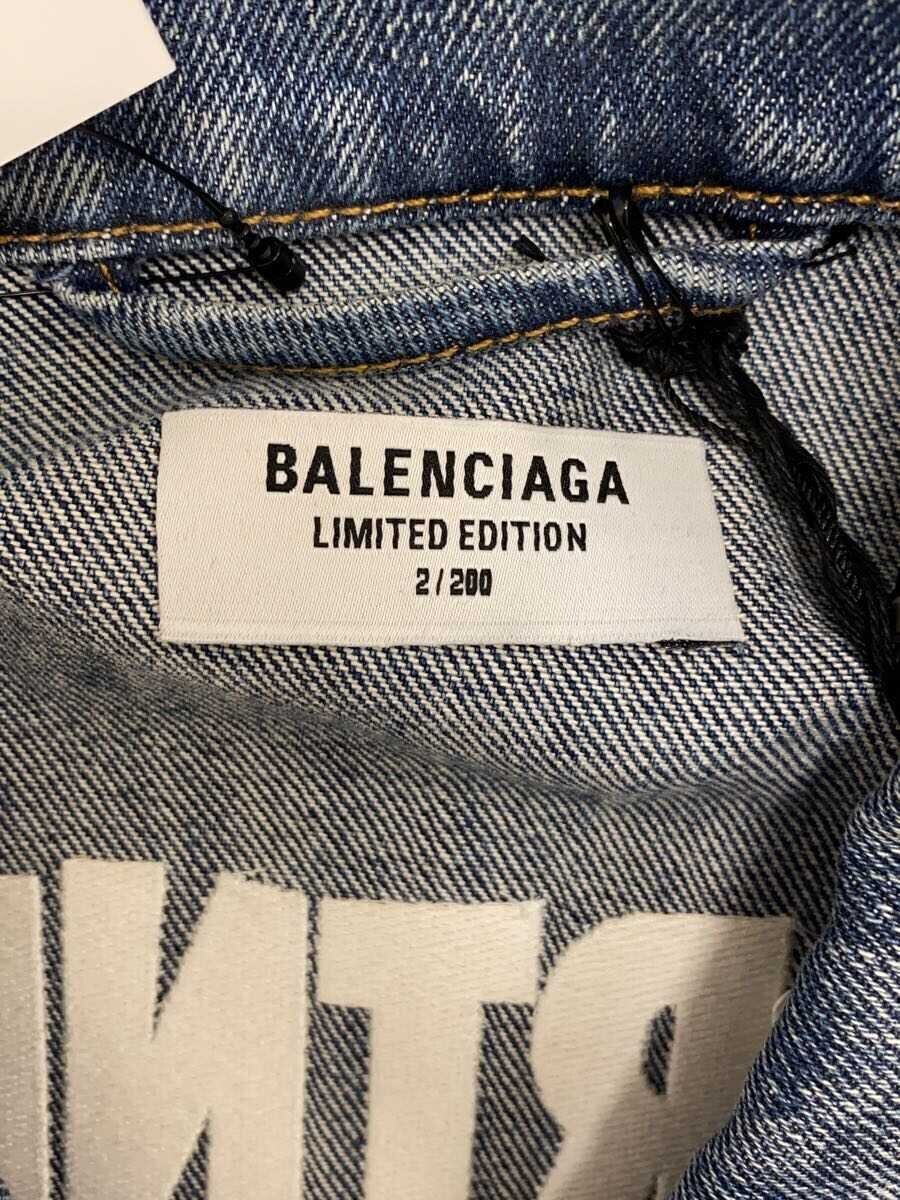 BALENCIAGA
LIMITED EDITION
2/200